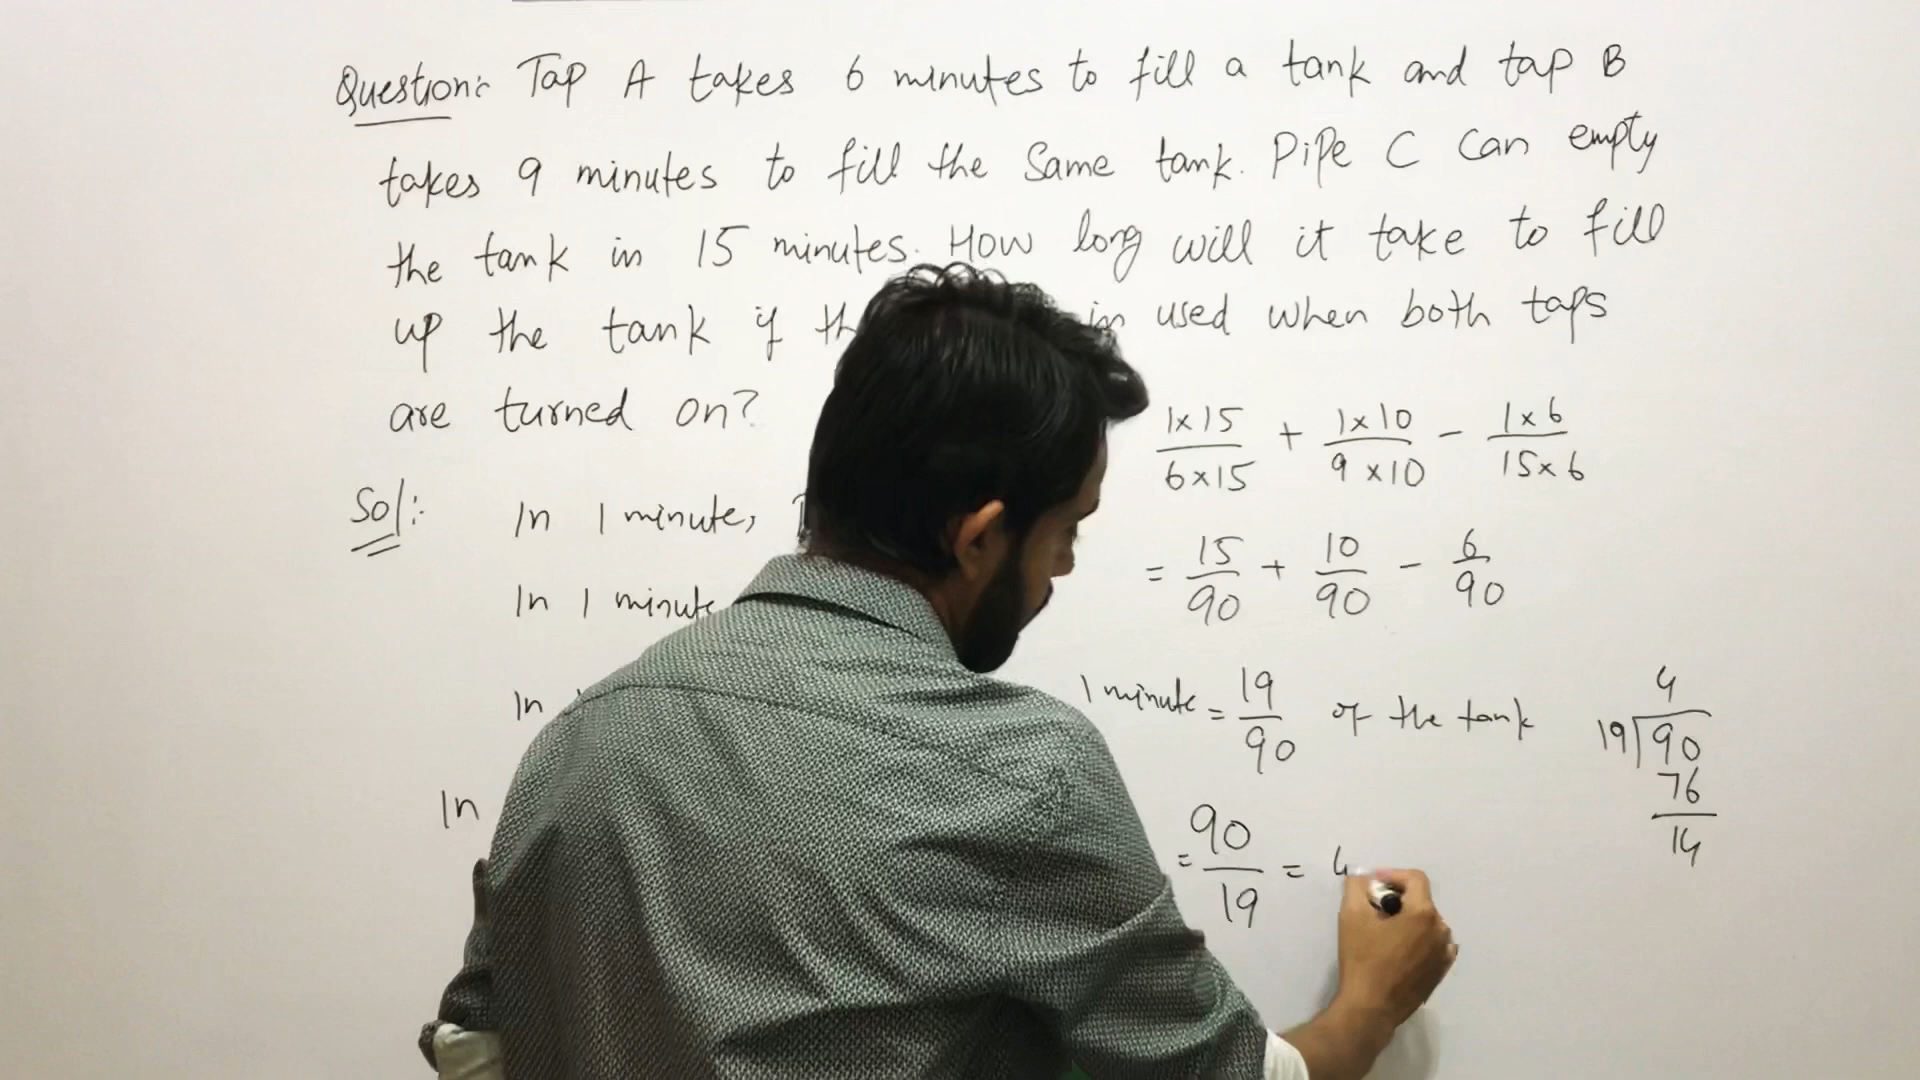 Question: Tap A takes 6 minutes to fill a tank and tap B
takes 9 minutes to fill the Same tank. PiPe C can empty
the tank in 15 minutes. How long will it take to fill
up the tank if in used when both taps
are turned on?
1x15/6x15 + 1x10/9x10 - 1x6/15x6
Sol: In 1 minute,
= 15/90 + 10/90 - 6/90
In 1 minute
In 1 minute = 19/90 of the tank
4
19)90
76
14
In = 90/19 = 4